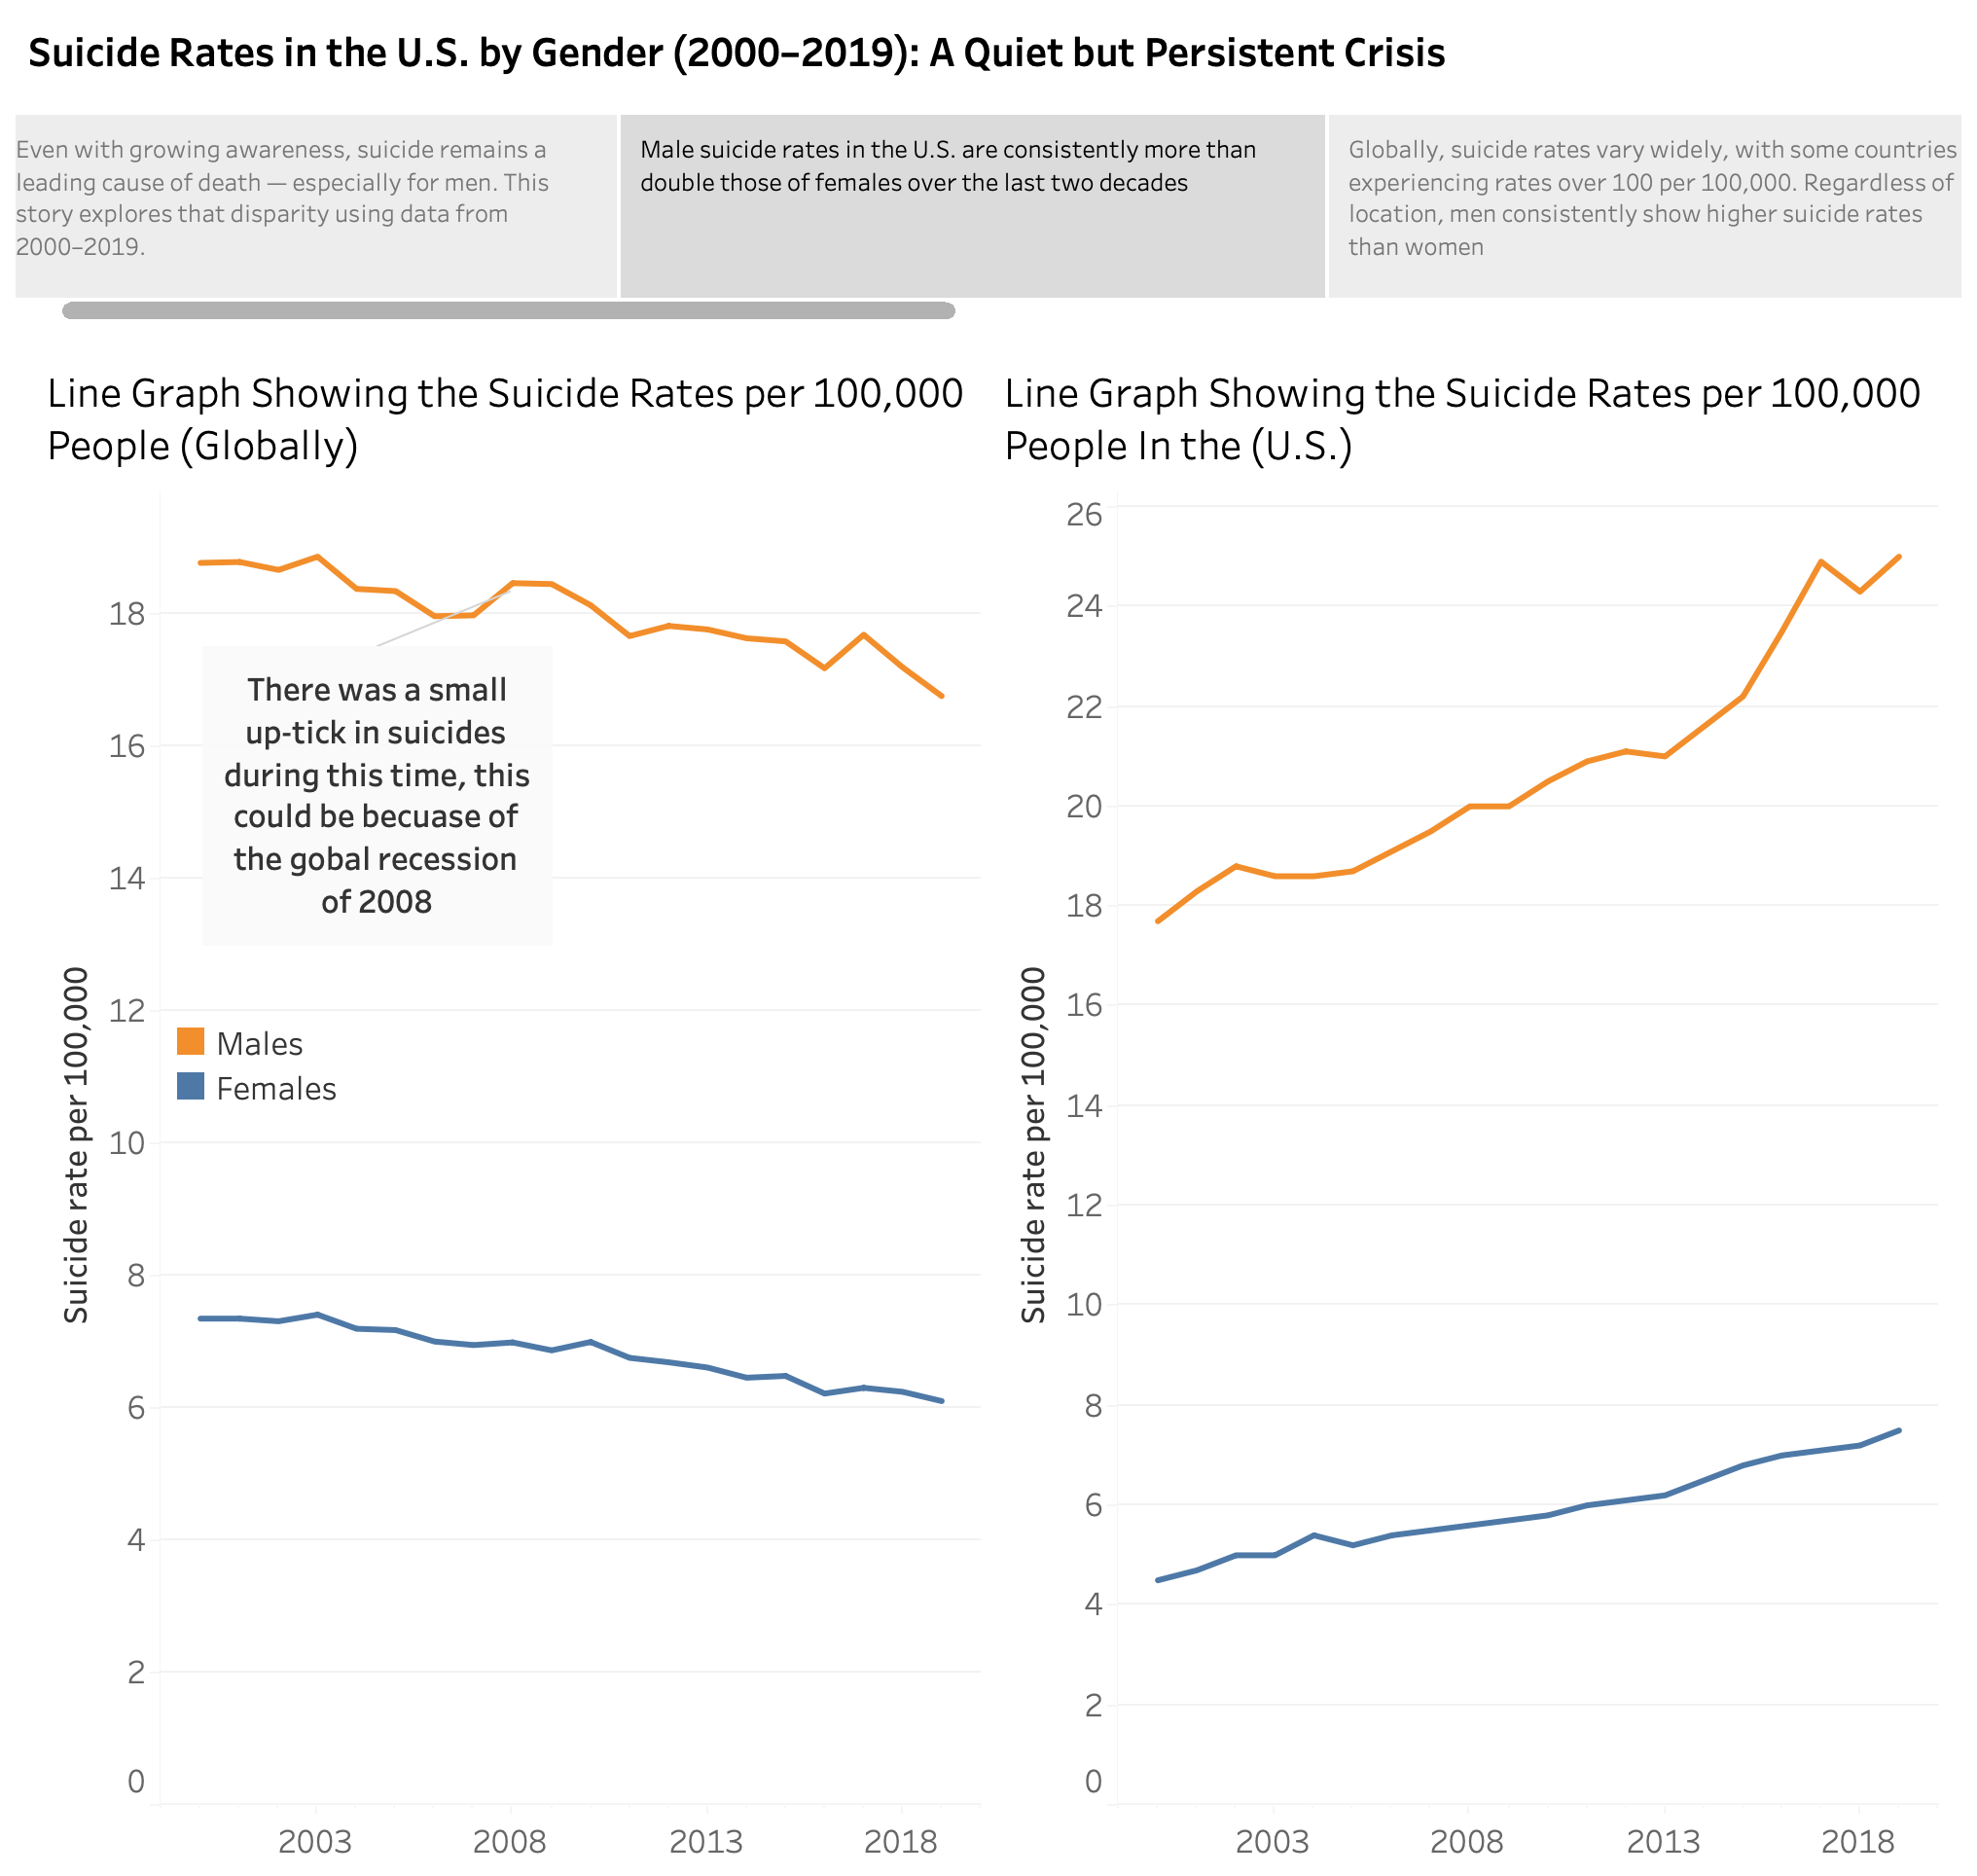 Suicide Rates in the U.S. by Gender (2000–2019): A Quiet but Persistent Crisis
Even with growing awareness, suicide remains a
leading cause of death — especially for men. This
story explores that disparity using data from
2000–2019.
Male suicide rates in the U.S. are consistently more than
double those of females over the last two decades
Globally, suicide rates vary widely, with some countries
experiencing rates over 100 per 100,000. Regardless of
location, men consistently show higher suicide rates
than women
Line Graph Showing the Suicide Rates per 100,000
People (Globally)
18
16
14
12
10
8
6
4
2
0
Suicide rate per 100,000
There was a small
up-tick in suicides
during this time, this
could be becuase of
the gobal recession
of 2008
Males
Females
2003
2008
2013
2018
Line Graph Showing the Suicide Rates per 100,000
People In the (U.S.)
26
24
22
20
18
16
14
12
10
8
6
4
2
0
Suicide rate per 100,000
2003
2008
2013
2018